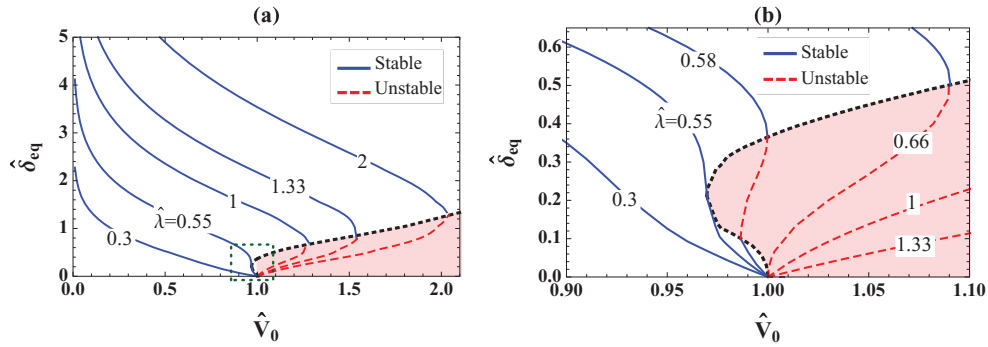 (a)
5
4
3
2
1
0
0.0
0.5
1.0
1.5
2.0
δ̂eq
V̂0
Stable
Unstable
2
1.33
1
λ̂=0.55
0.3
(b)
0.6
0.5
0.4
0.3
0.2
0.1
0.0
0.90
0.95
1.00
1.05
1.10
δ̂eq
V̂0
Stable
Unstable
0.58
λ̂=0.55
0.3
0.66
1
1.33